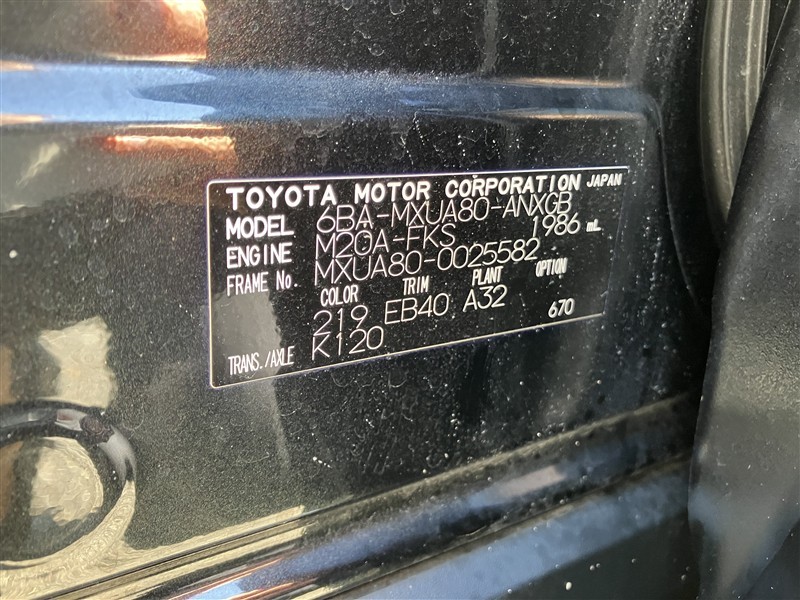 TOYOTA MOTOR CORPORATION JAPAN
MODEL 6BA-MXUA80-ANXGB
ENGINE M20A-FKS 1986 mL
FRAME No. MXUA80-0025582
COLOR TRIM PLANT OPTION
219 EB40 A32 670
TRANS./AXLE K120